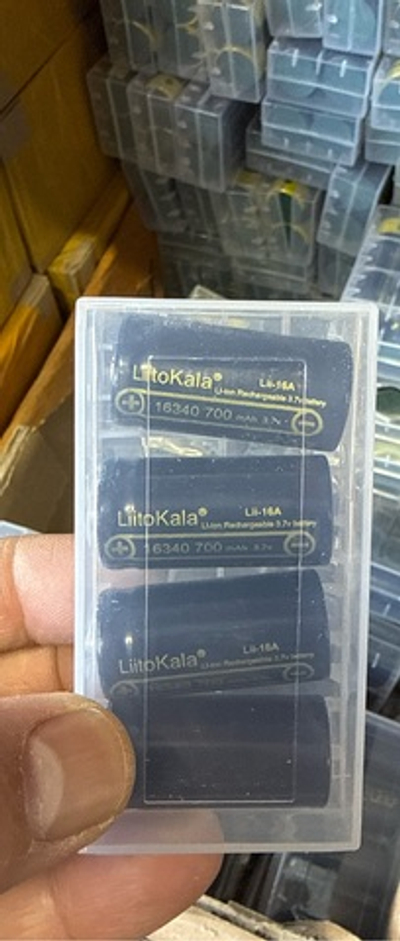 LiitoKala® Lii-16A
Li-ion Rechargeable 3.7v battery
+ 16340 700 mAh 3.7v −
LiitoKala® Lii-16A
Li-ion Rechargeable 3.7v battery
+ 16340 700 mAh 3.7v −
LiitoKala® Lii-16A
Li-ion Rechargeable 3.7v battery